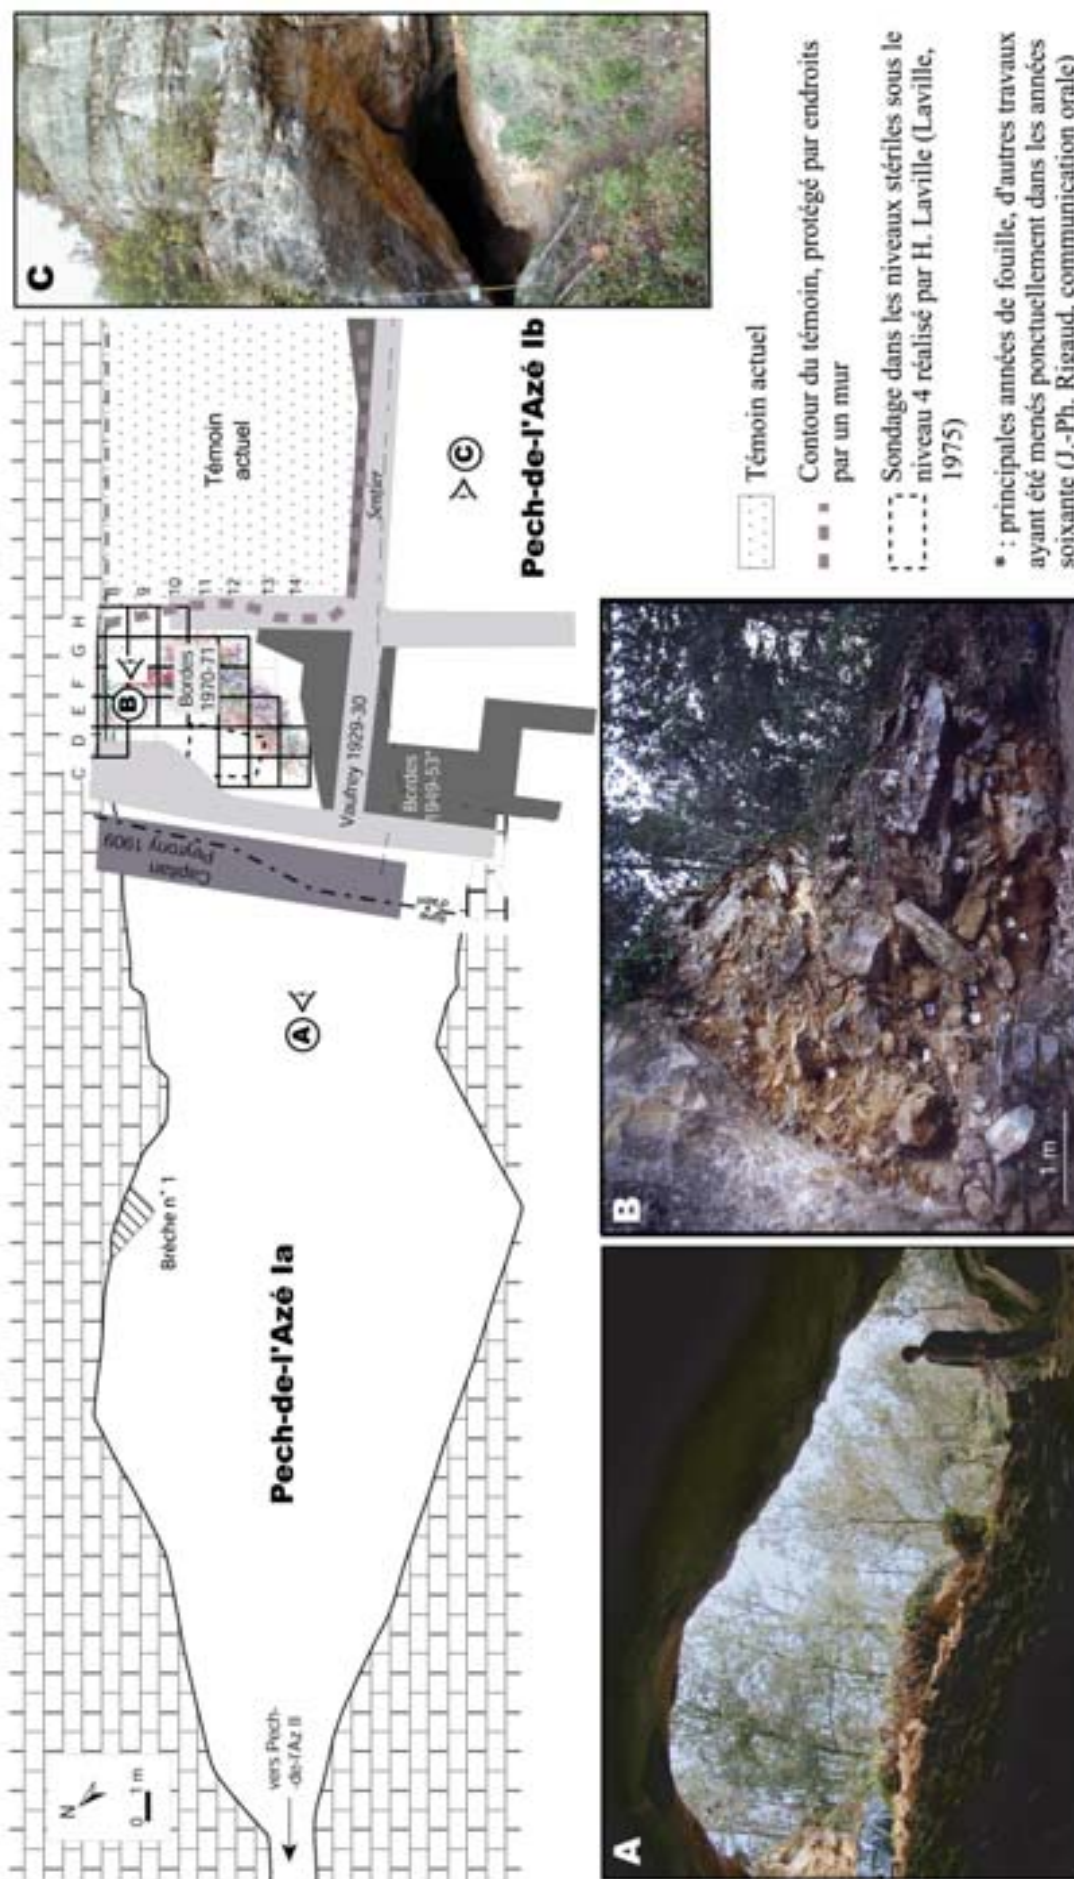 N
0 1 m
vers Pech-
de-l'Az II
Pech-de-l'Azé Ia
Brèche n° 1
A
Capitan
Peyrony 1909
C D E F G H
8
9
10
11
12
13
14
B
Bordes
1970-71
Vaufrey 1929-30
Bordes
1949-53*
Témoin
actuel
Sentier
C
Pech-de-l'Azé Ib
C
A
B
1 m
Témoin actuel
Contour du témoin, protégé par endroits
par un mur
Sondage dans les niveaux stériles sous le
niveau 4 réalisé par H. Laville (Laville,
1975)
* : principales années de fouille, d'autres travaux
ayant été menés ponctuellement dans les années
soixante (J.-Ph. Rigaud, communication orale)